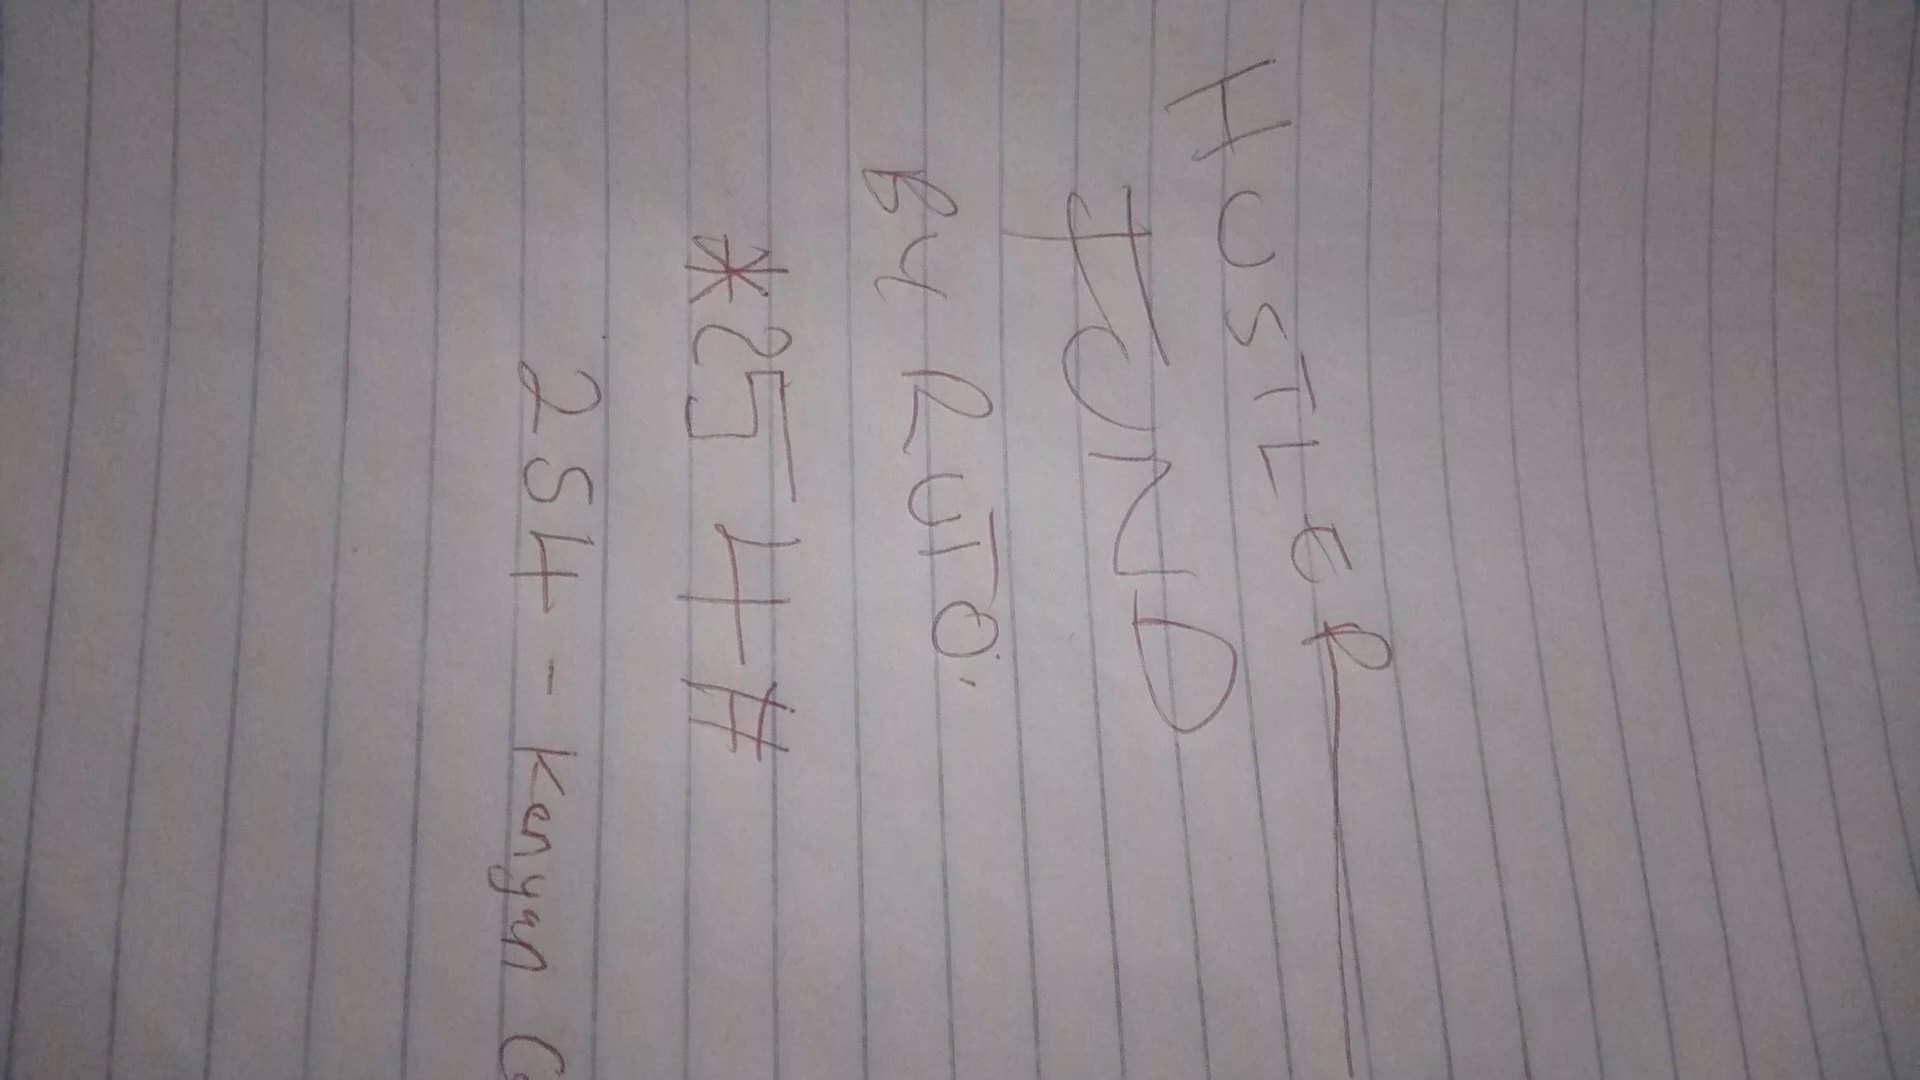 HUSTLER
FUND
By RUTO.
*254#
254 - Kenyan